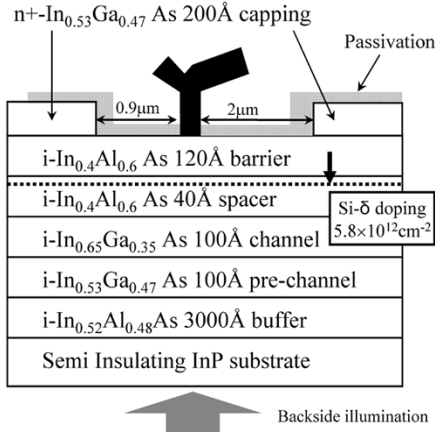 n+-In0.53Ga0.47 As 200Å capping
Passivation
0.9μm
2μm
i-In0.4Al0.6 As 120Å barrier
i-In0.4Al0.6 As 40Å spacer
Si-δ doping
5.8×10¹²cm⁻²
i-In0.65Ga0.35 As 100Å channel
i-In0.53Ga0.47 As 100Å pre-channel
i-In0.52Al0.48As 3000Å buffer
Semi Insulating InP substrate
Backside illumination